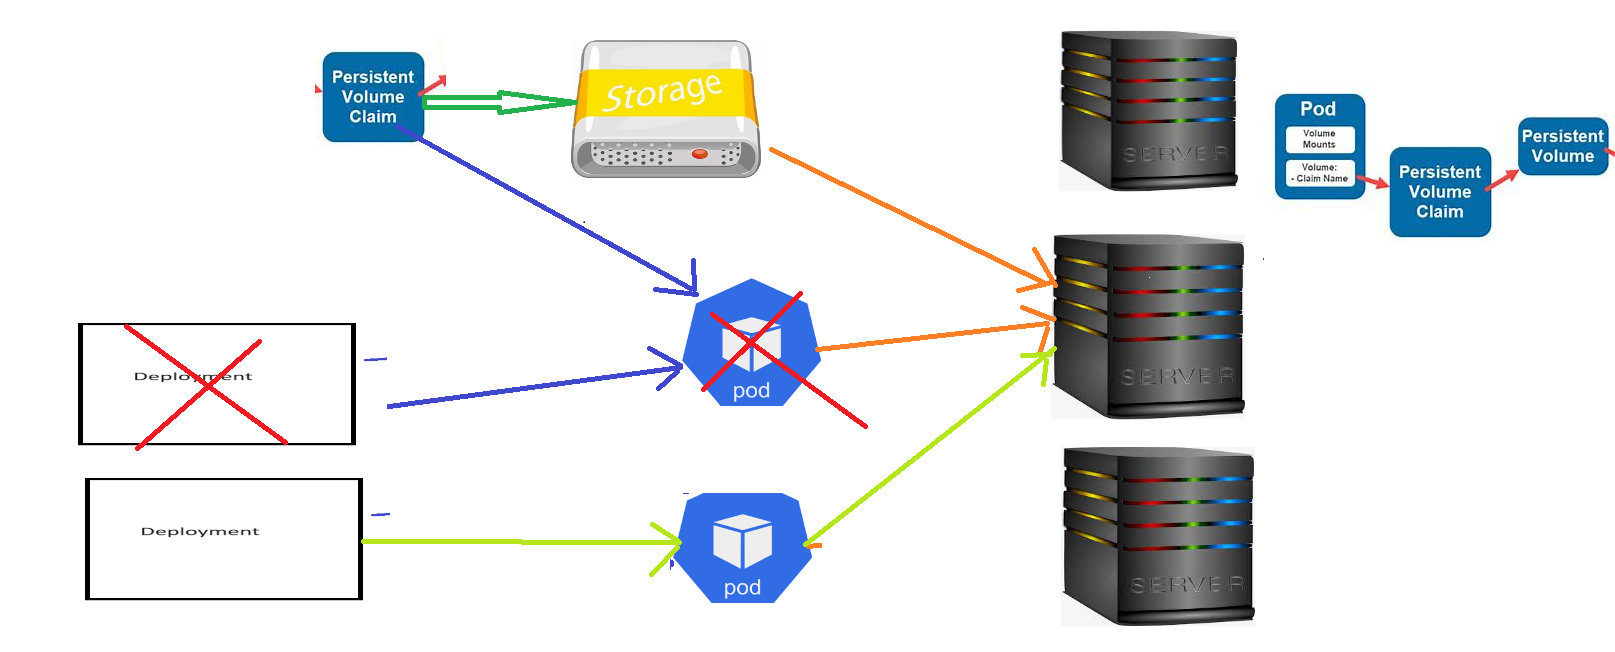 Persistent
Volume
Claim
Storage
SERVER
Pod
Volume
Mounts
Volume:
- Claim Name
Persistent
Volume
Claim
Persistent
Volume
SERVER
Deployment
pod
Deployment
pod
SERVER